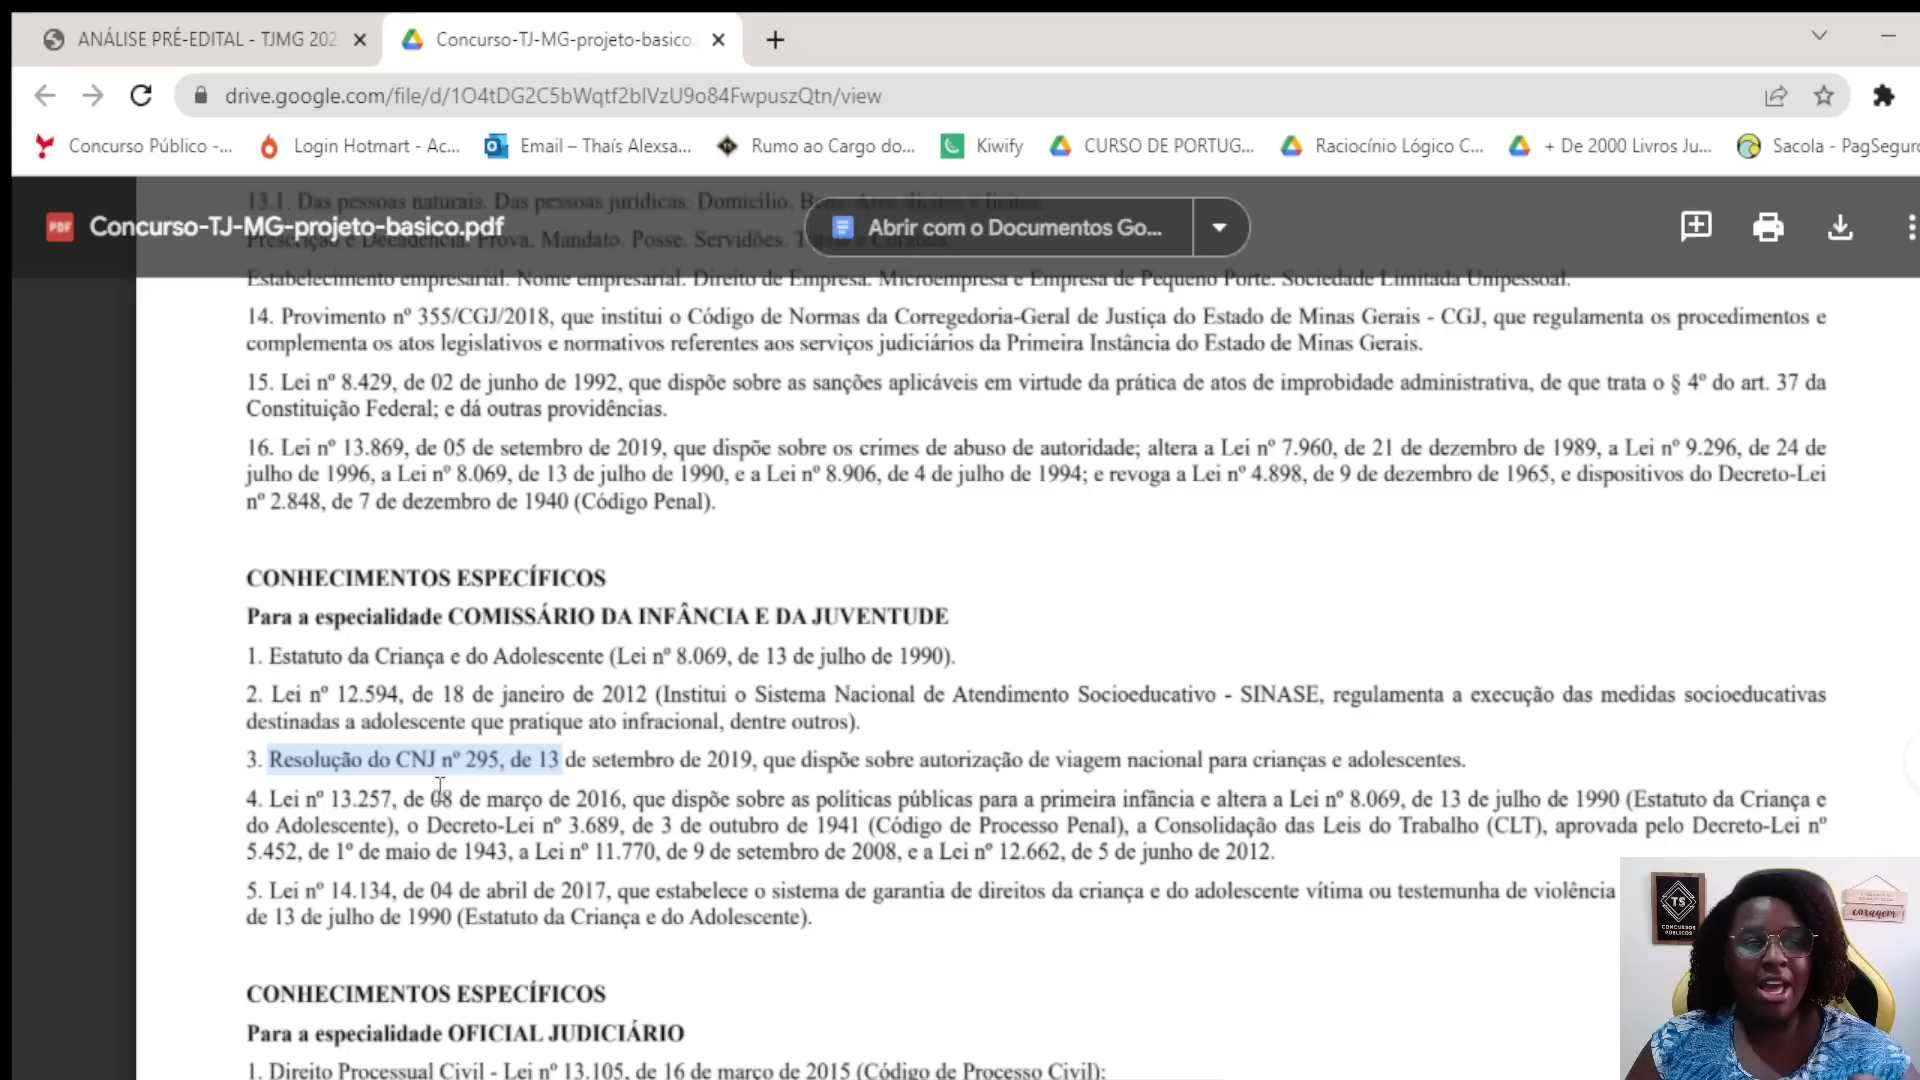 ANÁLISE PRÉ-EDITAL - TJMG 202
Concurso-TJ-MG-projeto-basico.
drive.google.com/file/d/1O4tDG2C5bWqtf2blVzU9o84FwpuszQtn/view
Concurso Público -...
Login Hotmart - Ac...
Email – Thaís Alexsa...
Rumo ao Cargo do...
Kiwify
CURSO DE PORTUG...
Raciocínio Lógico C...
+ De 2000 Livros Ju...
Sacola - PagSeguro
13.1. Das pessoas naturais. Das pessoas jurídicas. Domicílio.
PDF
Concurso-TJ-MG-projeto-basico.pdf
Abrir com o Documentos Go...
Prescrição e Decadência. Prova. Mandato. Posse. Servidões.
Estabelecimento empresarial. Nome empresarial. Direito de Empresa. Microempresa e Empresa de Pequeno Porte. Sociedade Limitada Unipessoal.
14. Provimento nº 355/CGJ/2018, que institui o Código de Normas da Corregedoria-Geral de Justiça do Estado de Minas Gerais - CGJ, que regulamenta os procedimentos e
complementa os atos legislativos e normativos referentes aos serviços judiciários da Primeira Instância do Estado de Minas Gerais.
15. Lei nº 8.429, de 02 de junho de 1992, que dispõe sobre as sanções aplicáveis em virtude da prática de atos de improbidade administrativa, de que trata o § 4º do art. 37 da
Constituição Federal; e dá outras providências.
16. Lei nº 13.869, de 05 de setembro de 2019, que dispõe sobre os crimes de abuso de autoridade; altera a Lei nº 7.960, de 21 de dezembro de 1989, a Lei nº 9.296, de 24 de
julho de 1996, a Lei nº 8.069, de 13 de julho de 1990, e a Lei nº 8.906, de 4 de julho de 1994; e revoga a Lei nº 4.898, de 9 de dezembro de 1965, e dispositivos do Decreto-Lei
nº 2.848, de 7 de dezembro de 1940 (Código Penal).
CONHECIMENTOS ESPECÍFICOS
Para a especialidade COMISSÁRIO DA INFÂNCIA E DA JUVENTUDE
1. Estatuto da Criança e do Adolescente (Lei nº 8.069, de 13 de julho de 1990).
2. Lei nº 12.594, de 18 de janeiro de 2012 (Institui o Sistema Nacional de Atendimento Socioeducativo - SINASE, regulamenta a execução das medidas socioeducativas
destinadas a adolescente que pratique ato infracional, dentre outros).
3. Resolução do CNJ nº 295, de 13 de setembro de 2019, que dispõe sobre autorização de viagem nacional para crianças e adolescentes.
4. Lei nº 13.257, de 08 de março de 2016, que dispõe sobre as políticas públicas para a primeira infância e altera a Lei nº 8.069, de 13 de julho de 1990 (Estatuto da Criança e
do Adolescente), o Decreto-Lei nº 3.689, de 3 de outubro de 1941 (Código de Processo Penal), a Consolidação das Leis do Trabalho (CLT), aprovada pelo Decreto-Lei nº
5.452, de 1º de maio de 1943, a Lei nº 11.770, de 9 de setembro de 2008, e a Lei nº 12.662, de 5 de junho de 2012.
5. Lei nº 14.134, de 04 de abril de 2017, que estabelece o sistema de garantia de direitos da criança e do adolescente vítima ou testemunha de violência
de 13 de julho de 1990 (Estatuto da Criança e do Adolescente).
TS
CONCURSOS
PÚBLICOS
coragem
CONHECIMENTOS ESPECÍFICOS
Para a especialidade OFICIAL JUDICIÁRIO
1. Direito Processual Civil - Lei nº 13.105, de 16 de março de 2015 (Código de Processo Civil):